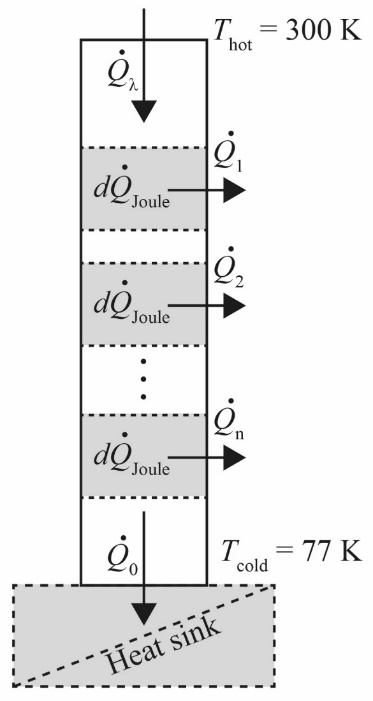 T_hot = 300 K
Q̇_λ
Q̇_1
dQ̇_Joule
Q̇_2
dQ̇_Joule
Q̇_n
dQ̇_Joule
Q̇_0
T_cold = 77 K
Heat sink